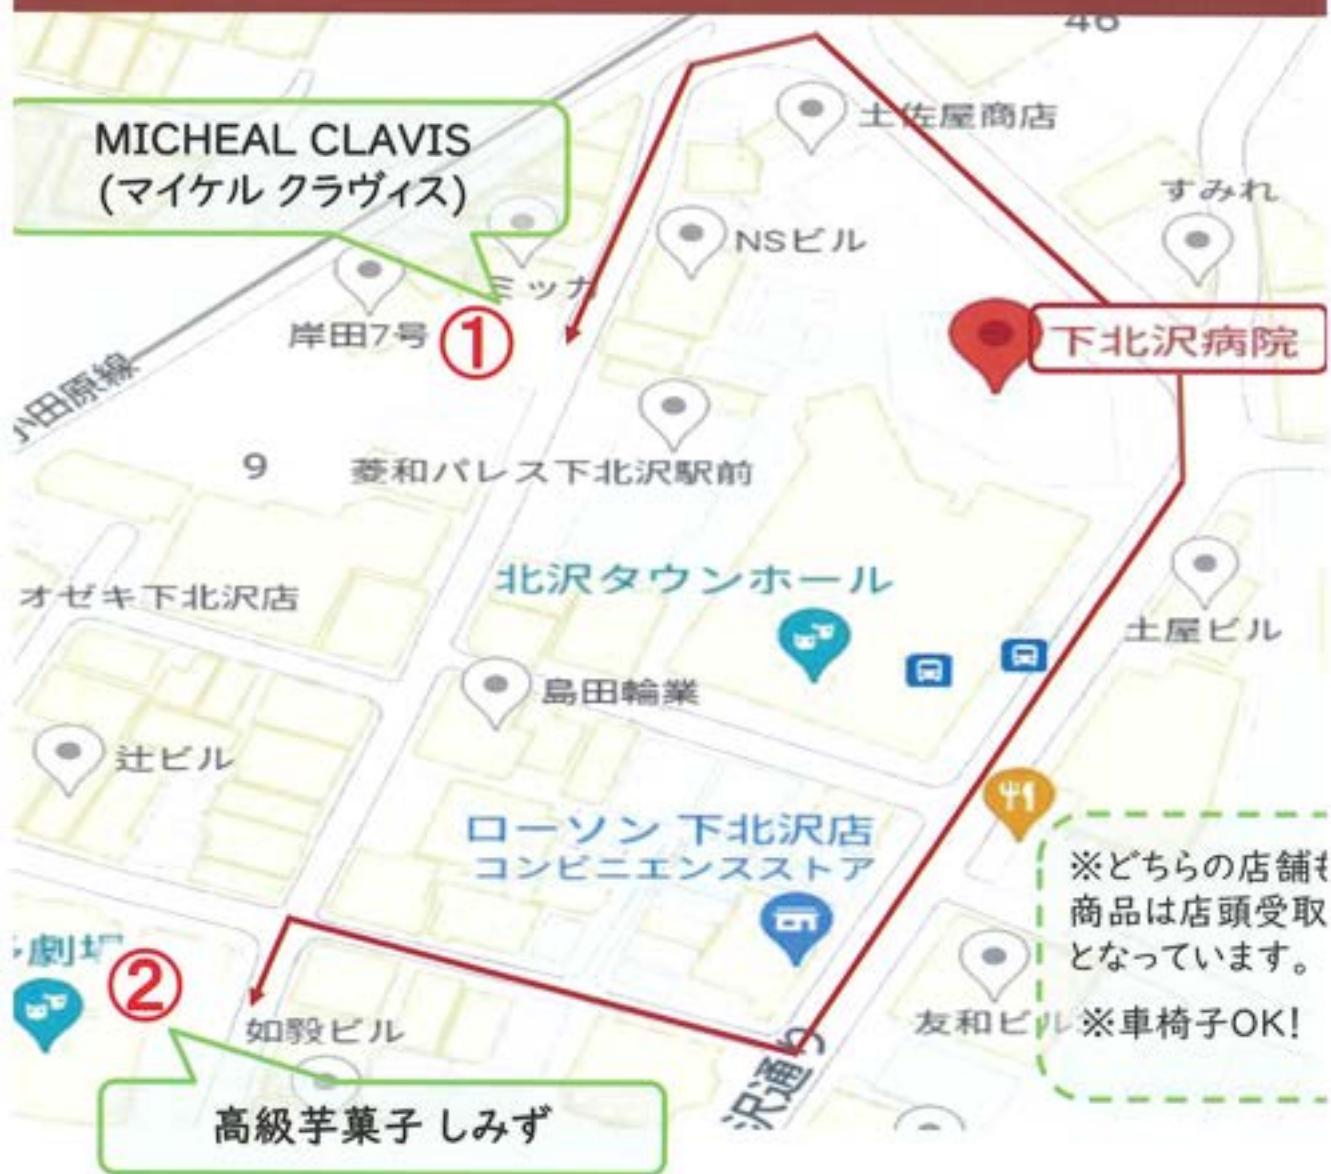 46
MICHEAL CLAVIS
(マイケル クラヴィス)
土佐屋商店
すみれ
NSビル
ミッカ
岸田7号
①
下北沢病院
小田原線
9
菱和パレス下北沢駅前
オゼキ下北沢店
北沢タウンホール
土屋ビル
島田輪業
辻ビル
ローソン 下北沢店
コンビニエンスストア
※どちらの店舗も
商品は店頭受取
となっています。
※車椅子OK!
劇場
②
如毀ビル
友和ビル
沢通り
高級芋菓子 しみず